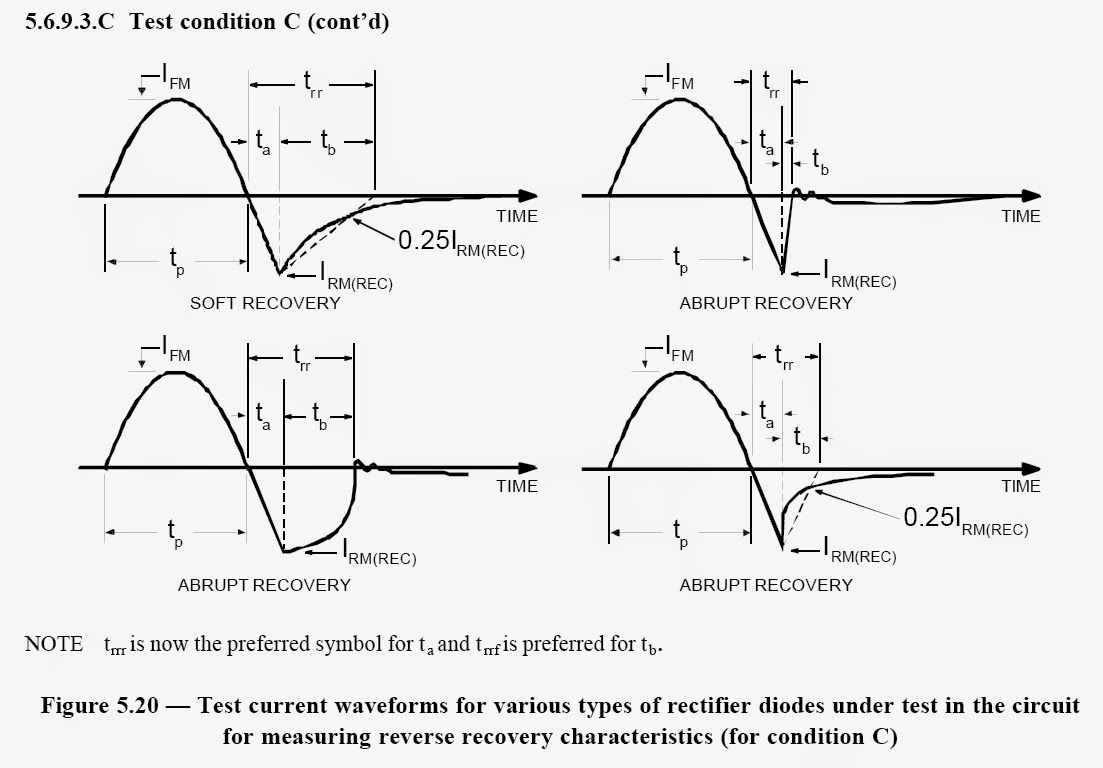 5.6.9.3.C Test condition C (cont’d)
IFM
trr
ta
tb
TIME
0.25IRM(REC)
tp
IRM(REC)
SOFT RECOVERY
IFM
trr
ta
tb
TIME
tp
IRM(REC)
ABRUPT RECOVERY
IFM
trr
ta
tb
TIME
tp
IRM(REC)
ABRUPT RECOVERY
IFM
trr
ta
tb
TIME
0.25IRM(REC)
tp
IRM(REC)
ABRUPT RECOVERY
NOTE trrr is now the preferred symbol for ta and trrf is preferred for tb.
Figure 5.20 — Test current waveforms for various types of rectifier diodes under test in the circuit
for measuring reverse recovery characteristics (for condition C)